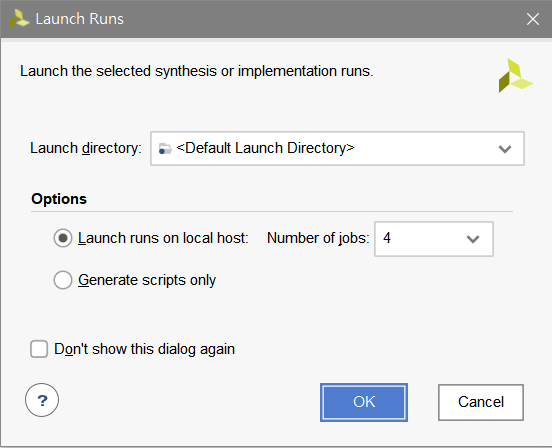 Launch Runs
Launch the selected synthesis or implementation runs.
Launch directory: <Default Launch Directory>
Options
Launch runs on local host: Number of jobs: 4
Generate scripts only
Don't show this dialog again
? OK Cancel